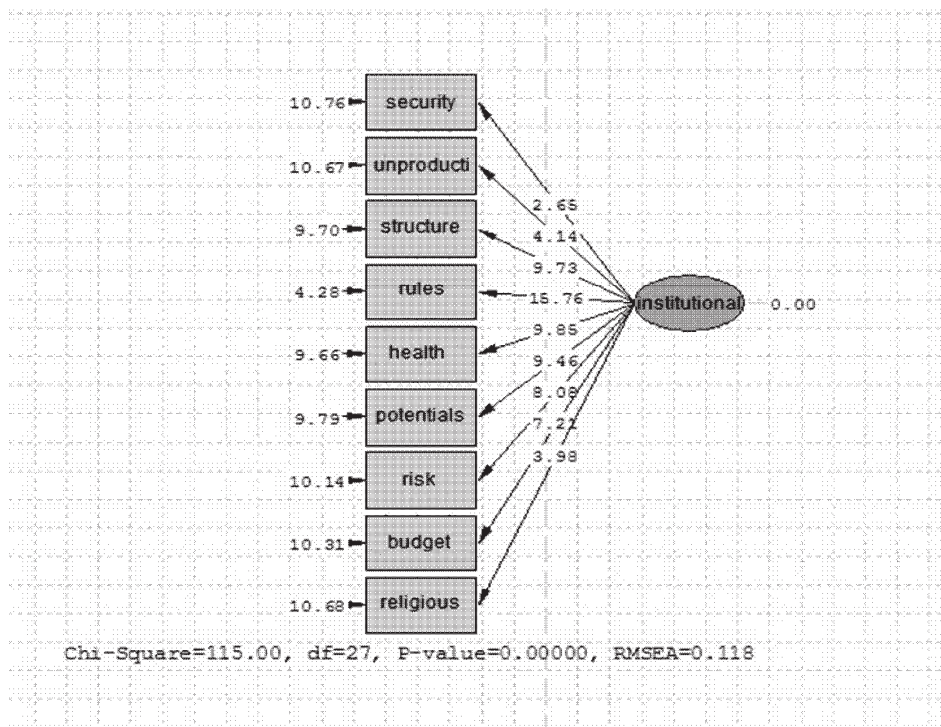 10.76 security
10.67 unproducti
2.65
9.70 structure
4.14
9.73
4.28 rules
15.76
institutional 0.00
9.66 health
9.85
9.46
9.79 potentials
8.08
7.21
10.14 risk
3.98
10.31 budget
10.68 religious
Chi-Square=115.00, df=27, P-value=0.00000, RMSEA=0.118